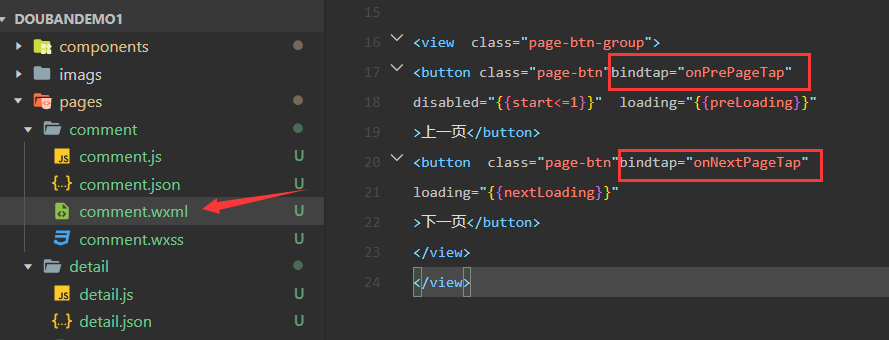 DOUBANDEMO1
components
imags
pages
comment
comment.js U
comment.json U
comment.wxml U
comment.wxss U
detail
detail.js U
detail.json U
15
16 <view  class="page-btn-group">
17 <button class="page-btn"bindtap="onPrePageTap"
18 disabled="{{start<=1}}"  loading="{{preLoading}}"
19 >上一页</button>
20 <button  class="page-btn"bindtap="onNextPageTap"
21 loading="{{nextLoading}}"
22 >下一页</button>
23 </view>
24 </view>